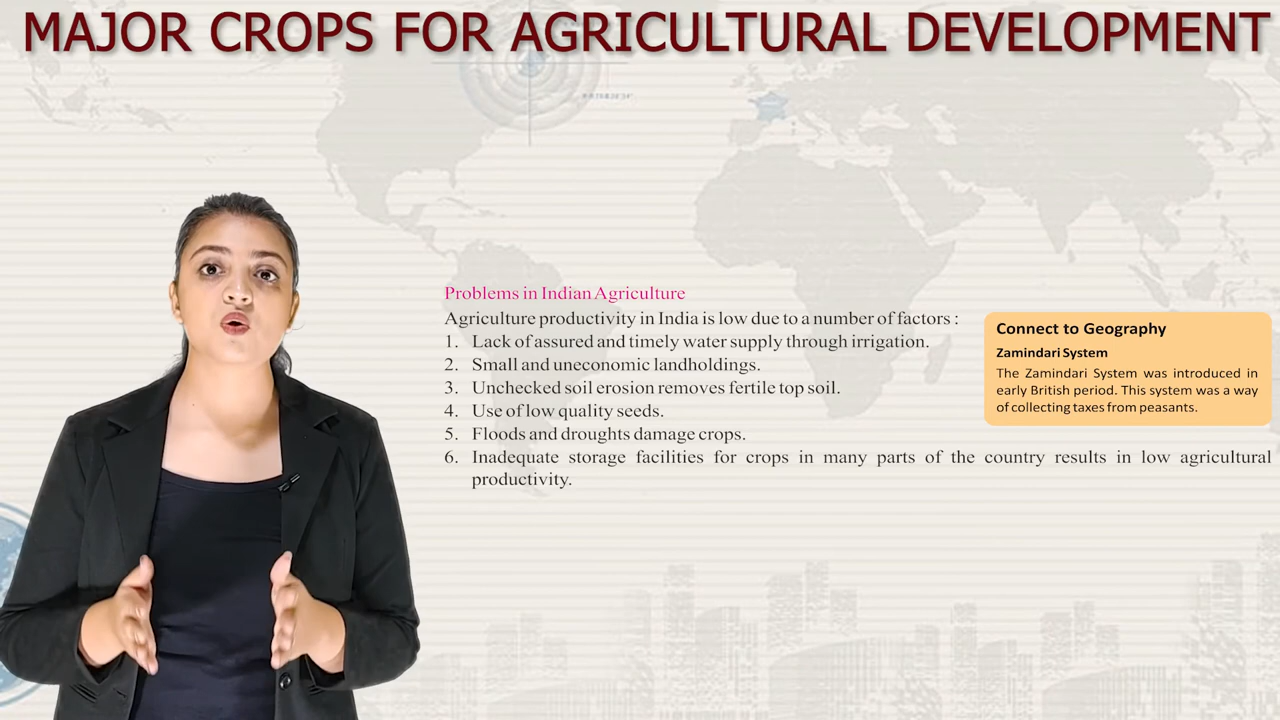 MAJOR CROPS FOR AGRICULTURAL DEVELOPMENT
Problems in Indian Agriculture
Agriculture productivity in India is low due to a number of factors :
1. Lack of assured and timely water supply through irrigation.
2. Small and uneconomic landholdings.
3. Unchecked soil erosion removes fertile top soil.
4. Use of low quality seeds.
5. Floods and droughts damage crops.
6. Inadequate storage facilities for crops in many parts of the country results in low agricultural
productivity.
Connect to Geography
Zamindari System
The Zamindari System was introduced in
early British period. This system was a way
of collecting taxes from peasants.